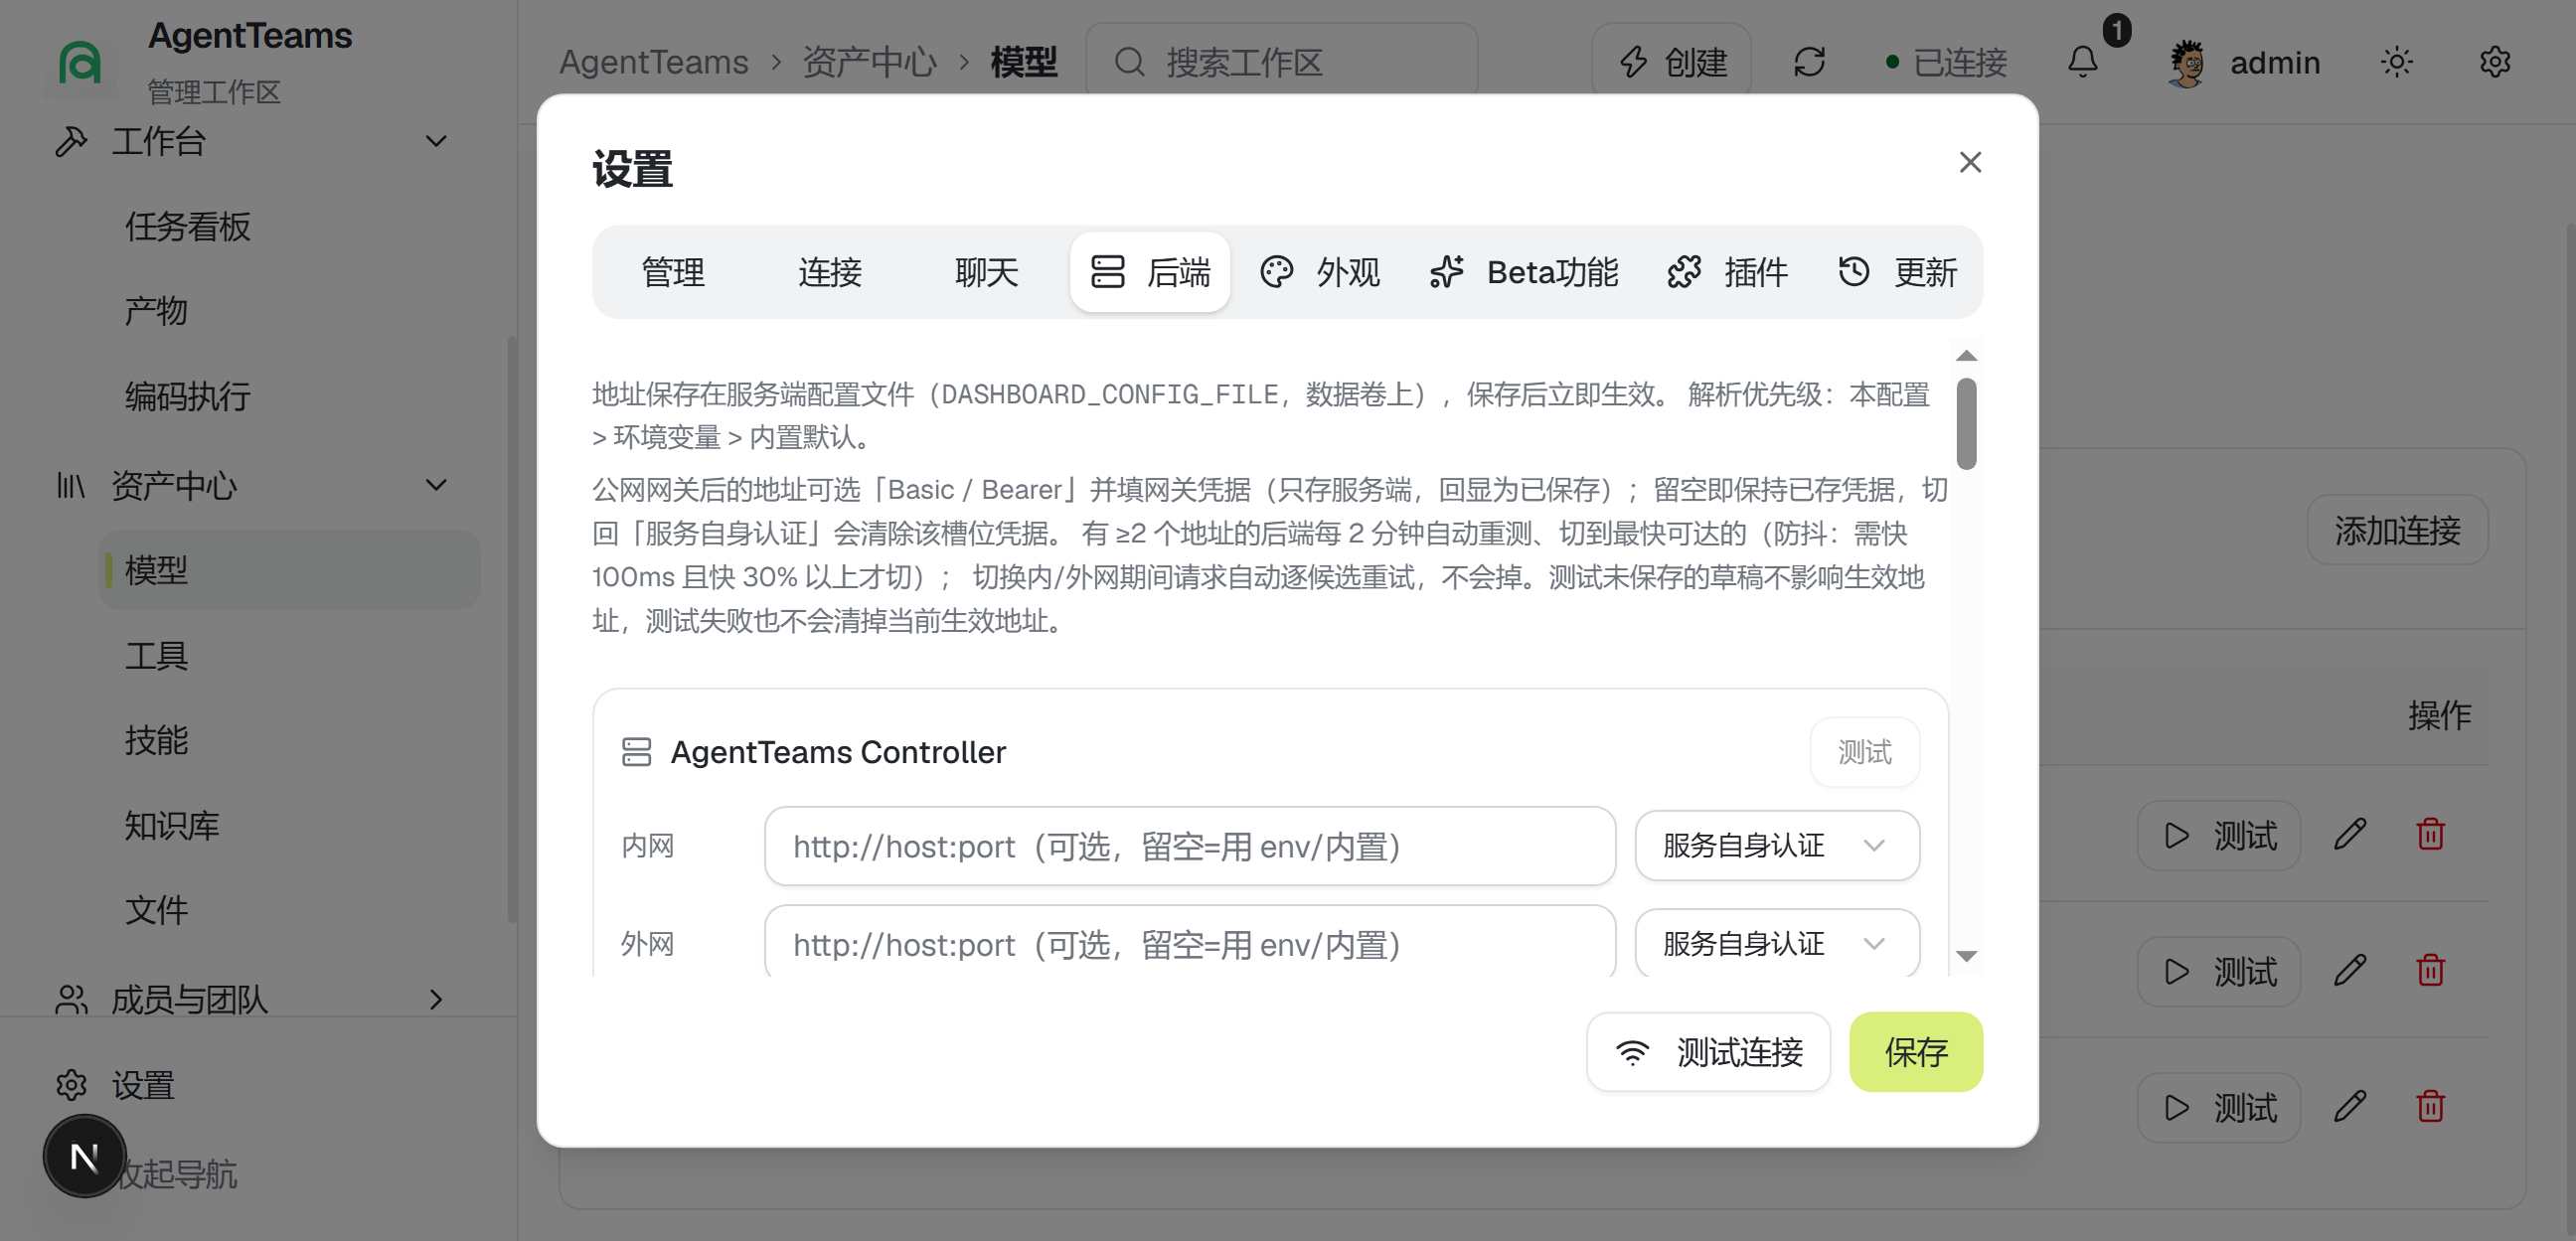 AgentTeams
管理工作区
工作台
任务看板
产物
编码执行
资产中心
模型
工具
技能
知识库
文件
成员与团队
设置
N
收起导航
AgentTeams > 资产中心 > 模型
搜索工作区
创建
已连接
1
admin
添加连接
操作
测试
测试
测试
设置
管理 连接 聊天 后端 外观 Beta功能 插件 更新
地址保存在服务端配置文件（DASHBOARD_CONFIG_FILE，数据卷上），保存后立即生效。 解析优先级：本配置
> 环境变量 > 内置默认。
公网网关后的地址可选「Basic / Bearer」并填网关凭据（只存服务端，回显为已保存）；留空即保持已存凭据，切
回「服务自身认证」会清除该槽位凭据。 有 ≥2 个地址的后端每 2 分钟自动重测、切到最快可达的（防抖：需快
100ms 且快 30% 以上才切）； 切换内/外网期间请求自动逐候选重试，不会掉。测试未保存的草稿不影响生效地
址，测试失败也不会清掉当前生效地址。
AgentTeams Controller
测试
内网
http://host:port（可选，留空=用 env/内置）
服务自身认证
外网
http://host:port（可选，留空=用 env/内置）
服务自身认证
测试连接
保存